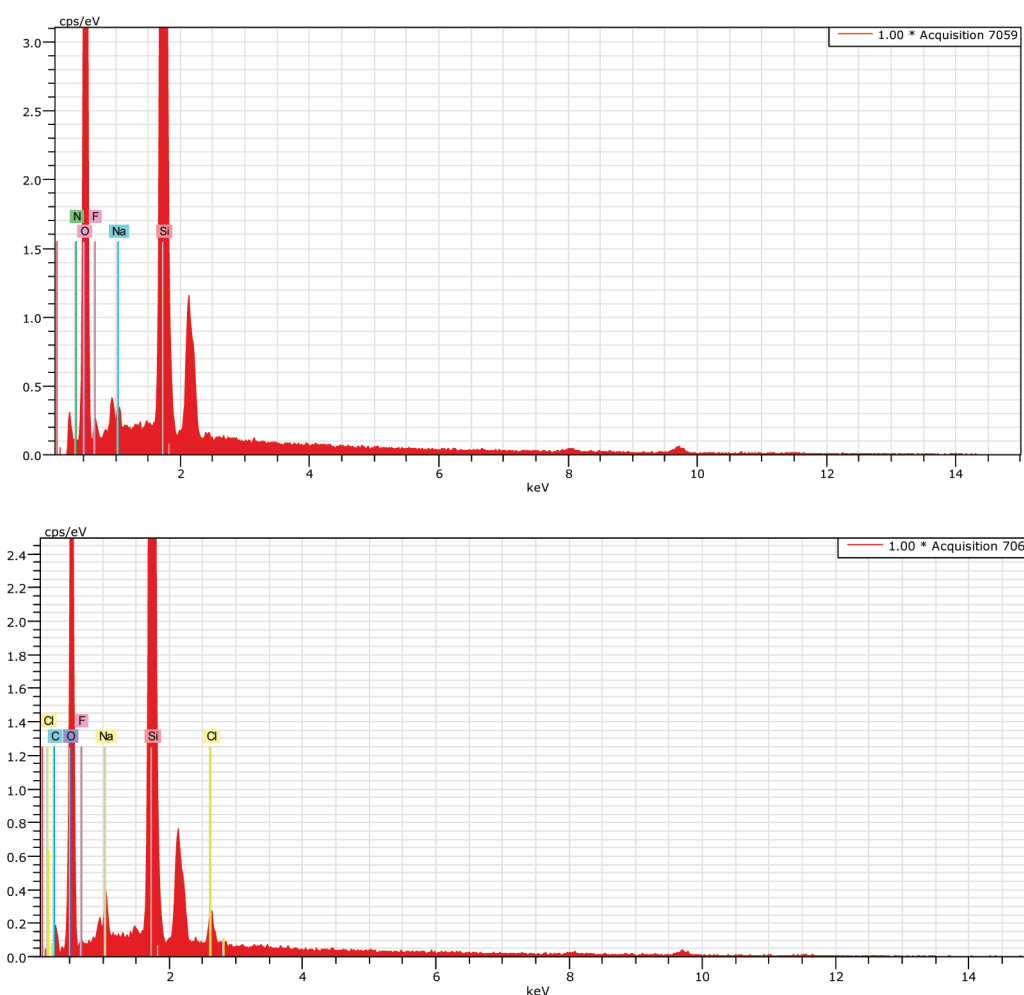 cps/eV
1.00 * Acquisition 7059
3.0
2.5
2.0
N F
O Na Si
1.5
1.0
0.5
0.0
2 4 6 8 10 12 14
keV
cps/eV
1.00 * Acquisition 706
2.4
2.2
2.0
1.8
1.6
1.4
Cl F
C O Na Si Cl
1.2
1.0
0.8
0.6
0.4
0.2
0.0
2 4 6 8 10 12 14
keV